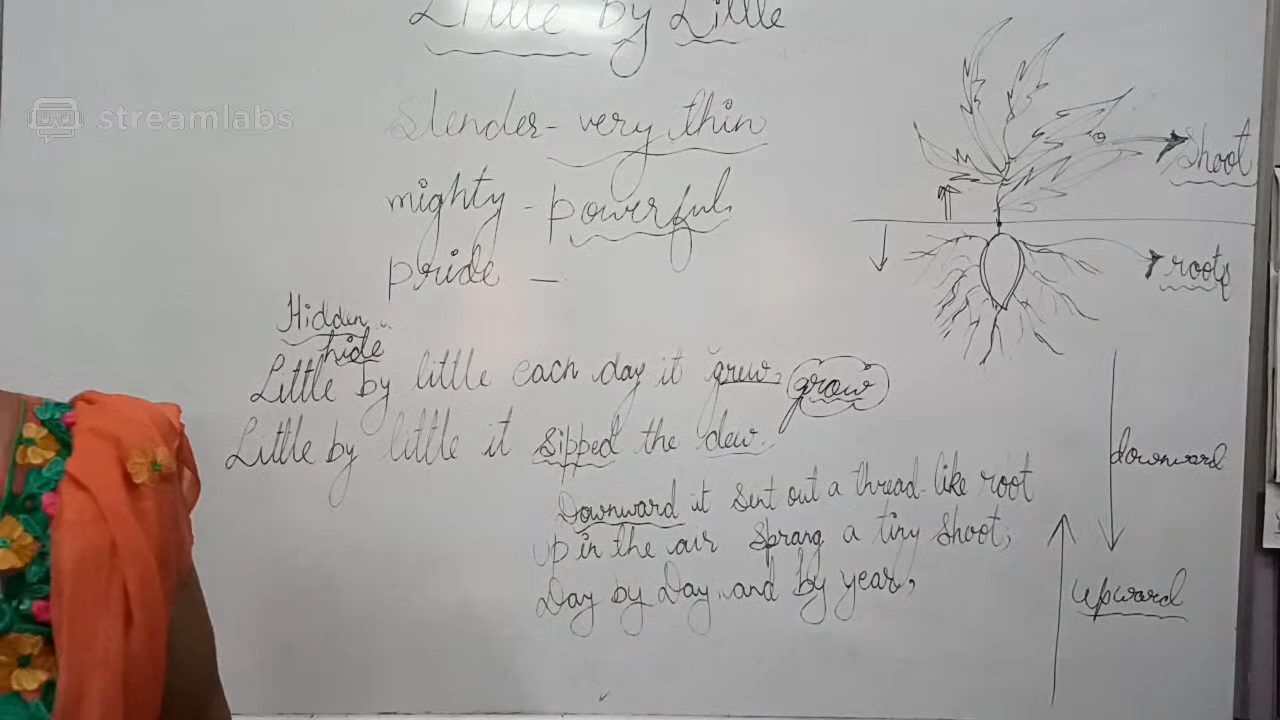 Little by Little
streamlabs
Slender - very thin
mighty - powerful.
pride -
Shoot
roots
Hidden
hide
Little by little each day it grew, grow
Little by little it sipped the dew.
Downward it sent out a thread-like root
up in the air sprang a tiny shoot,
Day by Day, and by year,
downward
upward